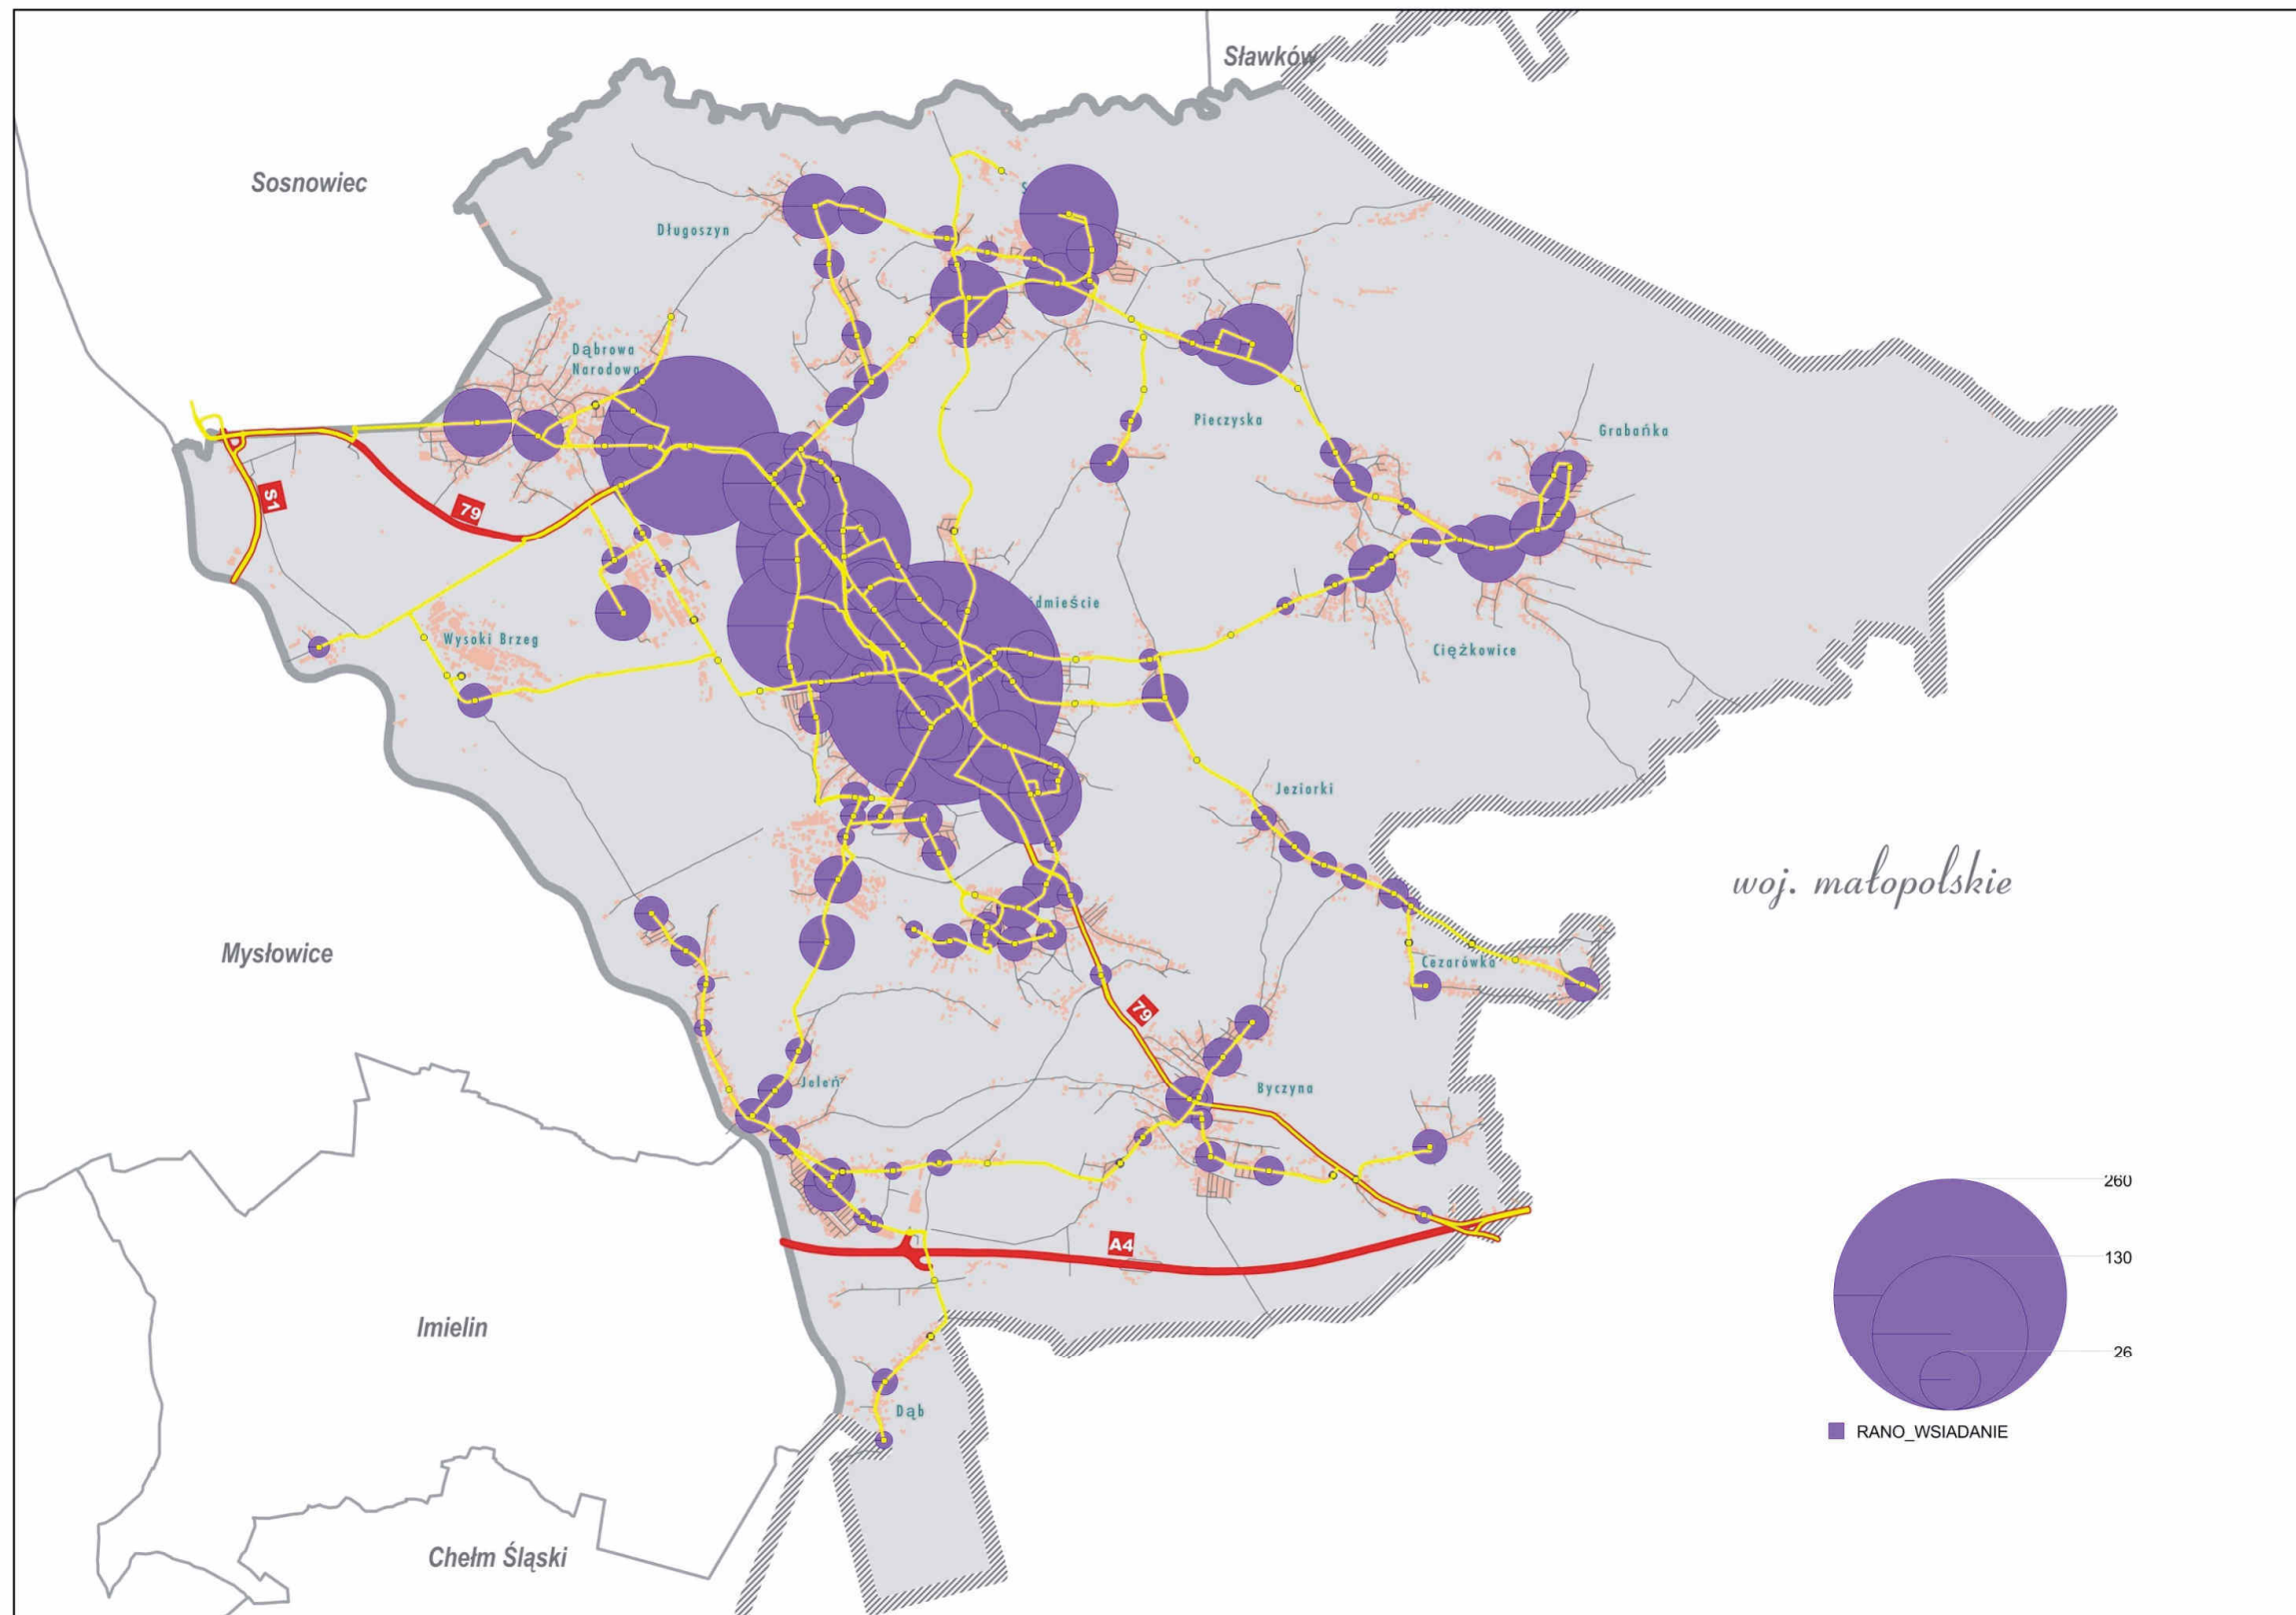 Sławków
Sosnowiec
Długoszyn
Dąbrowa
Narodowa
Pieczyska
Grabańka
S1
79
dmieście
Wysoki Brzeg
Ciężkowice
Jeziorki
woj. małopolskie
Mysłowice
Cezarówka
79
Jeleń
Byczyna
260
A4
130
Imielin
26
Dąb
RANO_WSIADANIE
Chełm Śląski